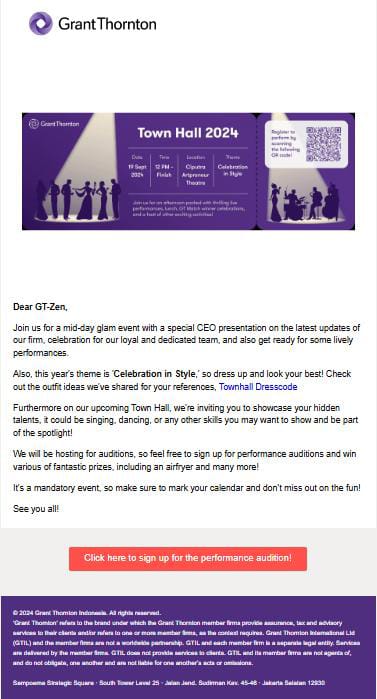 GrantThornton
GrantThornton
Town Hall 2024
Date
19 Sept
2024
Time
12 PM -
Finish
Location
Ciputra
Artpreneur
Theatre
Theme
Celebration
in Style
Join us for an afternoon packed with thrilling live
performances, lunch, GT Match winner celebrations,
and a host of other exciting activities!
Register to
perform by
scanning
the following
QR code!
Dear GT-Zen,
Join us for a mid-day glam event with a special CEO presentation on the latest updates of
our firm, celebration for our loyal and dedicated team, and also get ready for some lively
performances.
Also, this year's theme is 'Celebration in Style,' so dress up and look your best! Check
out the outfit ideas we've shared for your references, Townhall Dresscode
Furthermore on our upcoming Town Hall, we're inviting you to showcase your hidden
talents, it could be singing, dancing, or any other skills you may want to show and be part
of the spotlight!
We will be hosting for auditions, so feel free to sign up for performance auditions and win
various of fantastic prizes, including an airfryer and many more!
It's a mandatory event, so make sure to mark your calendar and don't miss out on the fun!
See you all!
Click here to sign up for the performance audition!
© 2024 Grant Thornton Indonesia. All rights reserved.
'Grant Thornton' refers to the brand under which the Grant Thornton member firms provide assurance, tax and advisory
services to their clients and/or refers to one or more member firms, as the context requires. Grant Thornton International Ltd
(GTIL) and the member firms are not a worldwide partnership. GTIL and each member firm is a separate legal entity. Services
are delivered by the member firms. GTIL does not provide services to clients. GTIL and its member firms are not agents of,
and do not obligate, one another and are not liable for one another's acts or omissions.
Sampoerna Strategic Square · South Tower Level 25 · Jalan Jend. Sudirman Kav. 45-46 · Jakarta Selatan 12930